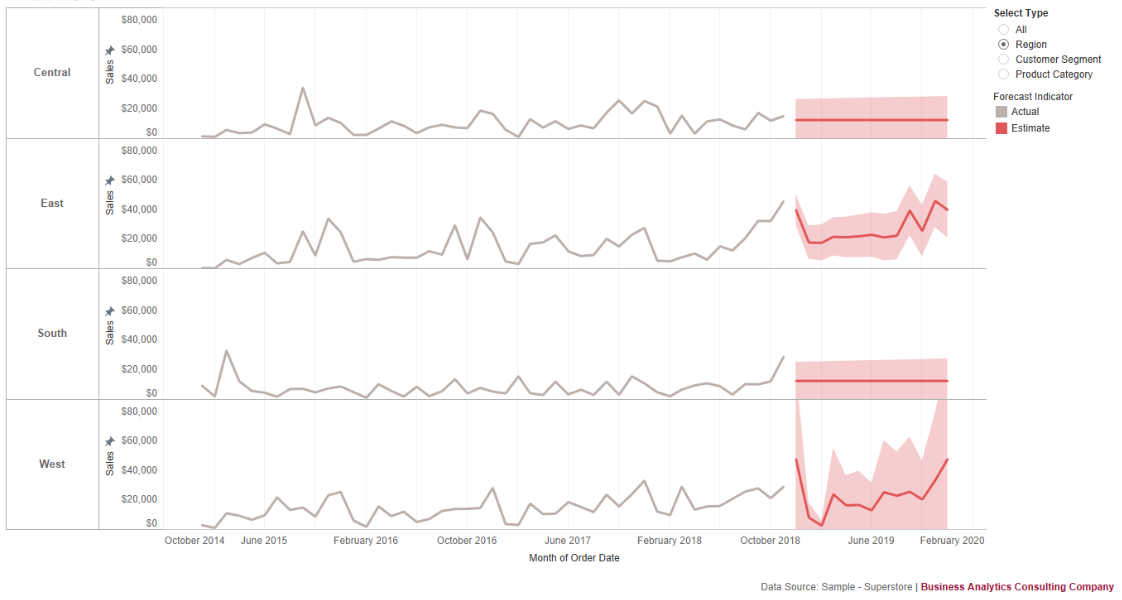 Central
Sales
$80,000
$60,000
$40,000
$20,000
$0
East
Sales
$80,000
$60,000
$40,000
$20,000
$0
South
Sales
$80,000
$60,000
$40,000
$20,000
$0
West
Sales
$80,000
$60,000
$40,000
$20,000
$0
October 2014 June 2015 February 2016 October 2016 June 2017 February 2018 October 2018 June 2019 February 2020
Month of Order Date
Select Type
All
Region
Customer Segment
Product Category
Forecast Indicator
Actual
Estimate
Data Source: Sample - Superstore | Business Analytics Consulting Company